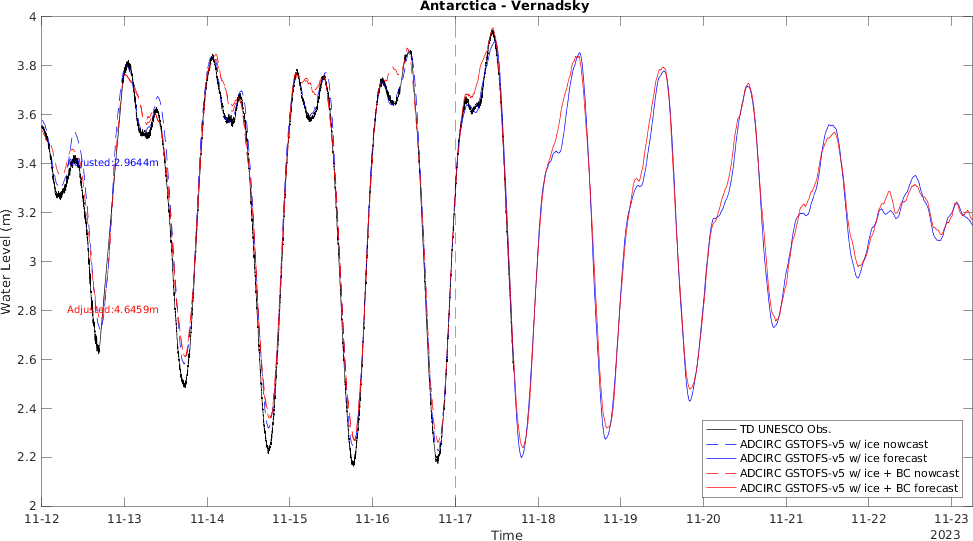 Antarctica - Vernadsky
Water Level (m)
4
3.8
3.6
3.4
3.2
3
2.8
2.6
2.4
2.2
2
Adjusted:2.9644m
Adjusted:4.6459m
TD UNESCO Obs.
ADCIRC GSTOFS-v5 w/ ice nowcast
ADCIRC GSTOFS-v5 w/ ice forecast
ADCIRC GSTOFS-v5 w/ ice + BC nowcast
ADCIRC GSTOFS-v5 w/ ice + BC forecast
11-12 11-13 11-14 11-15 11-16 11-17 11-18 11-19 11-20 11-21 11-22 11-23
2023
Time